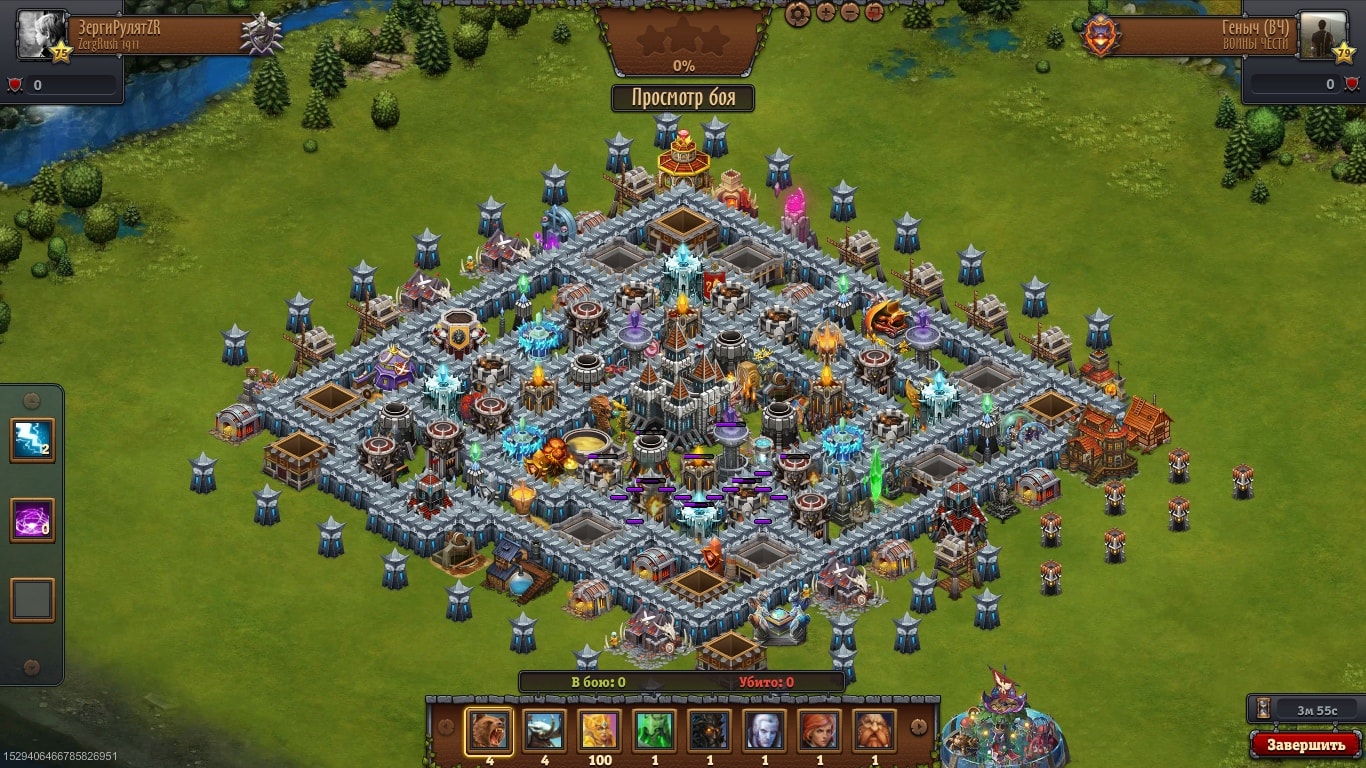 ЗергиРулятZR
ZergRush 1911
75
0
0%
Просмотр боя
Геныч (ВЧ)
ВОИНЫ ЧЕСТИ
79
0
2
0
В бою: 0
Убито: 0
4
4
100
1
1
1
1
1
3м 55с
Завершить
1529406466785826951